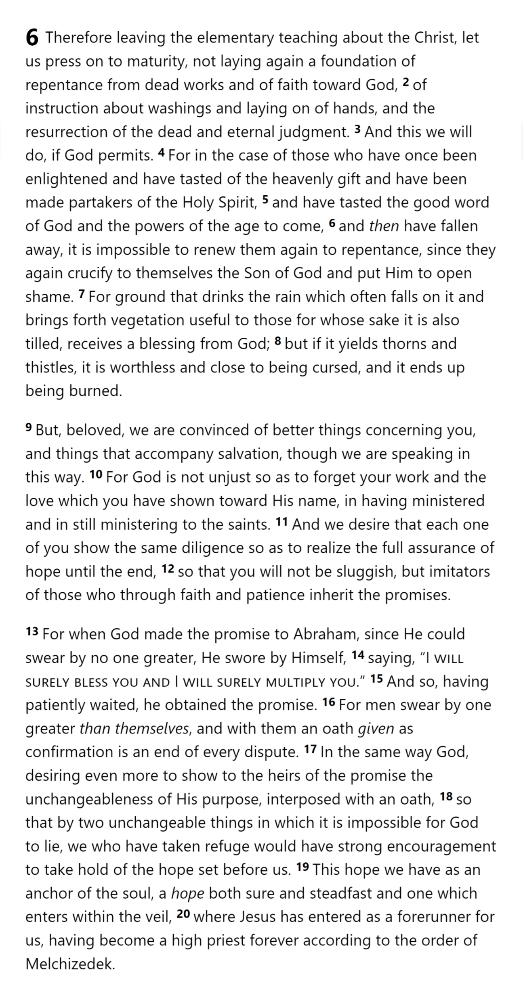 6 Therefore leaving the elementary teaching about the Christ, let
us press on to maturity, not laying again a foundation of
repentance from dead works and of faith toward God, 2 of
instruction about washings and laying on of hands, and the
resurrection of the dead and eternal judgment. 3 And this we will
do, if God permits. 4 For in the case of those who have once been
enlightened and have tasted of the heavenly gift and have been
made partakers of the Holy Spirit, 5 and have tasted the good word
of God and the powers of the age to come, 6 and then have fallen
away, it is impossible to renew them again to repentance, since they
again crucify to themselves the Son of God and put Him to open
shame. 7 For ground that drinks the rain which often falls on it and
brings forth vegetation useful to those for whose sake it is also
tilled, receives a blessing from God; 8 but if it yields thorns and
thistles, it is worthless and close to being cursed, and it ends up
being burned.
9 But, beloved, we are convinced of better things concerning you,
and things that accompany salvation, though we are speaking in
this way. 10 For God is not unjust so as to forget your work and the
love which you have shown toward His name, in having ministered
and in still ministering to the saints. 11 And we desire that each one
of you show the same diligence so as to realize the full assurance of
hope until the end, 12 so that you will not be sluggish, but imitators
of those who through faith and patience inherit the promises.
13 For when God made the promise to Abraham, since He could
swear by no one greater, He swore by Himself, 14 saying, “I WILL
SURELY BLESS YOU AND I WILL SURELY MULTIPLY YOU.” 15 And so, having
patiently waited, he obtained the promise. 16 For men swear by one
greater than themselves, and with them an oath given as
confirmation is an end of every dispute. 17 In the same way God,
desiring even more to show to the heirs of the promise the
unchangeableness of His purpose, interposed with an oath, 18 so
that by two unchangeable things in which it is impossible for God
to lie, we who have taken refuge would have strong encouragement
to take hold of the hope set before us. 19 This hope we have as an
anchor of the soul, a hope both sure and steadfast and one which
enters within the veil, 20 where Jesus has entered as a forerunner for
us, having become a high priest forever according to the order of
Melchizedek.